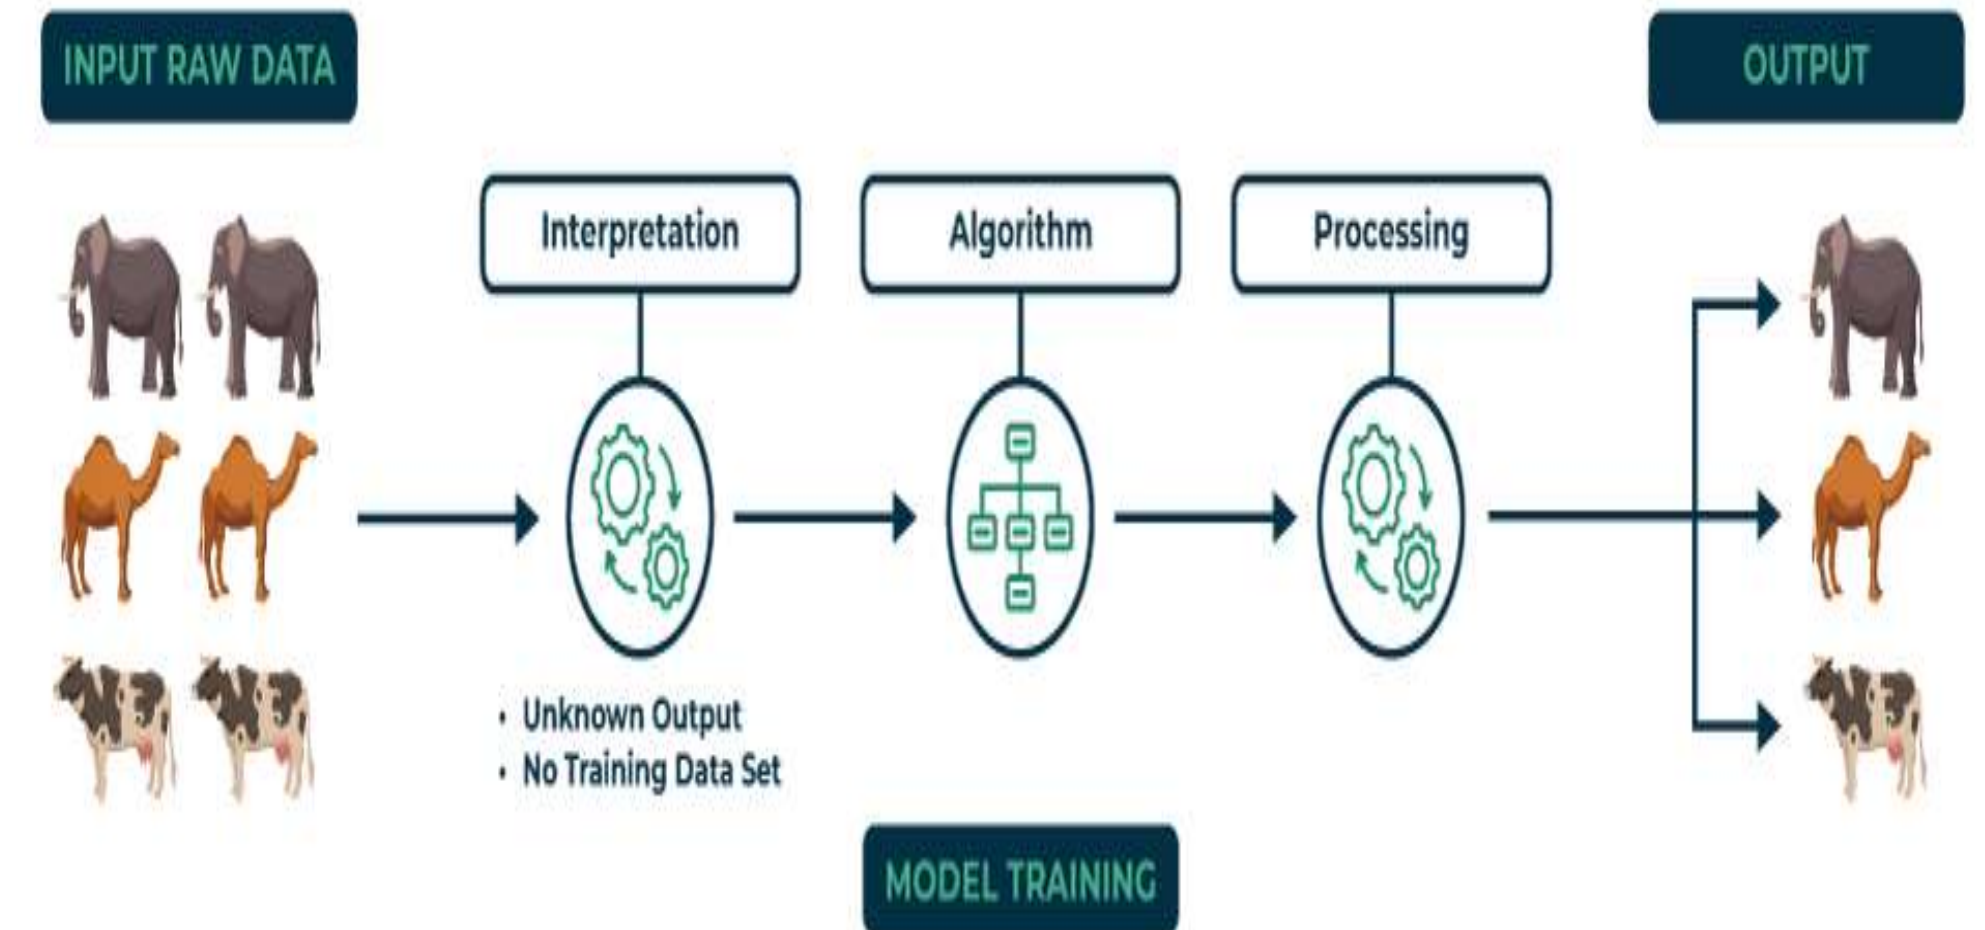 INPUT RAW DATA
OUTPUT
Interpretation
Algorithm
Processing
• Unknown Output
• No Training Data Set
MODEL TRAINING